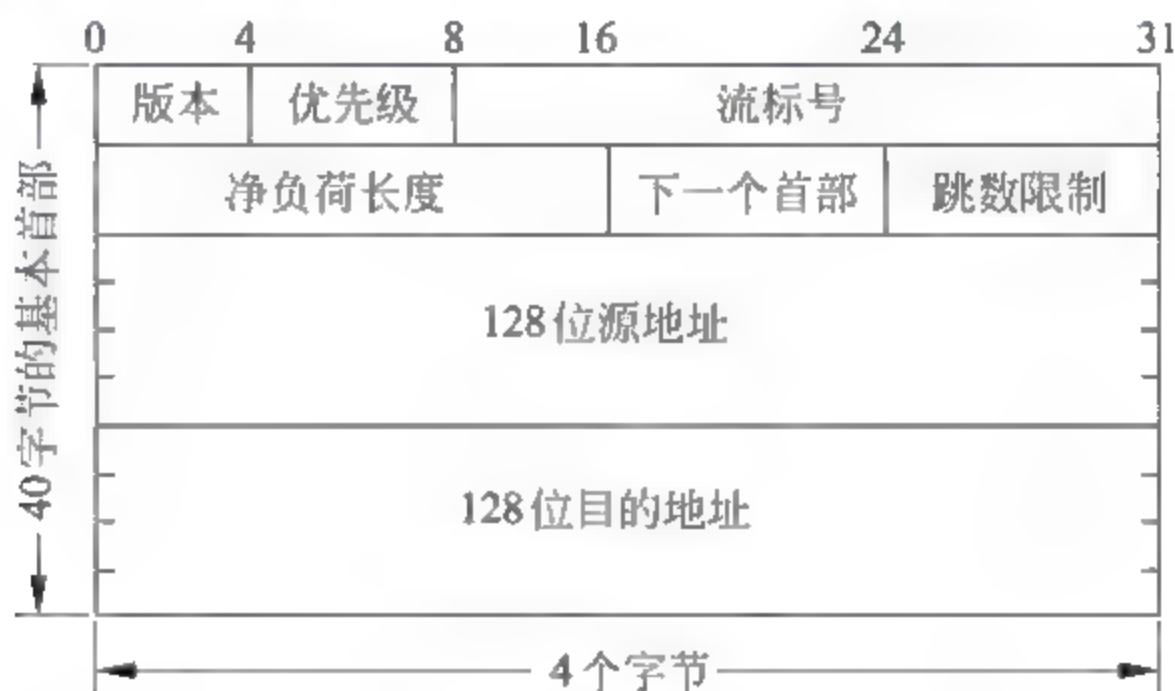 0 4 8 16 24 31
版本 优先级 流标号
净负荷长度 下一个首部 跳数限制
128位源地址
128位目的地址
40字节的基本首部
4个字节